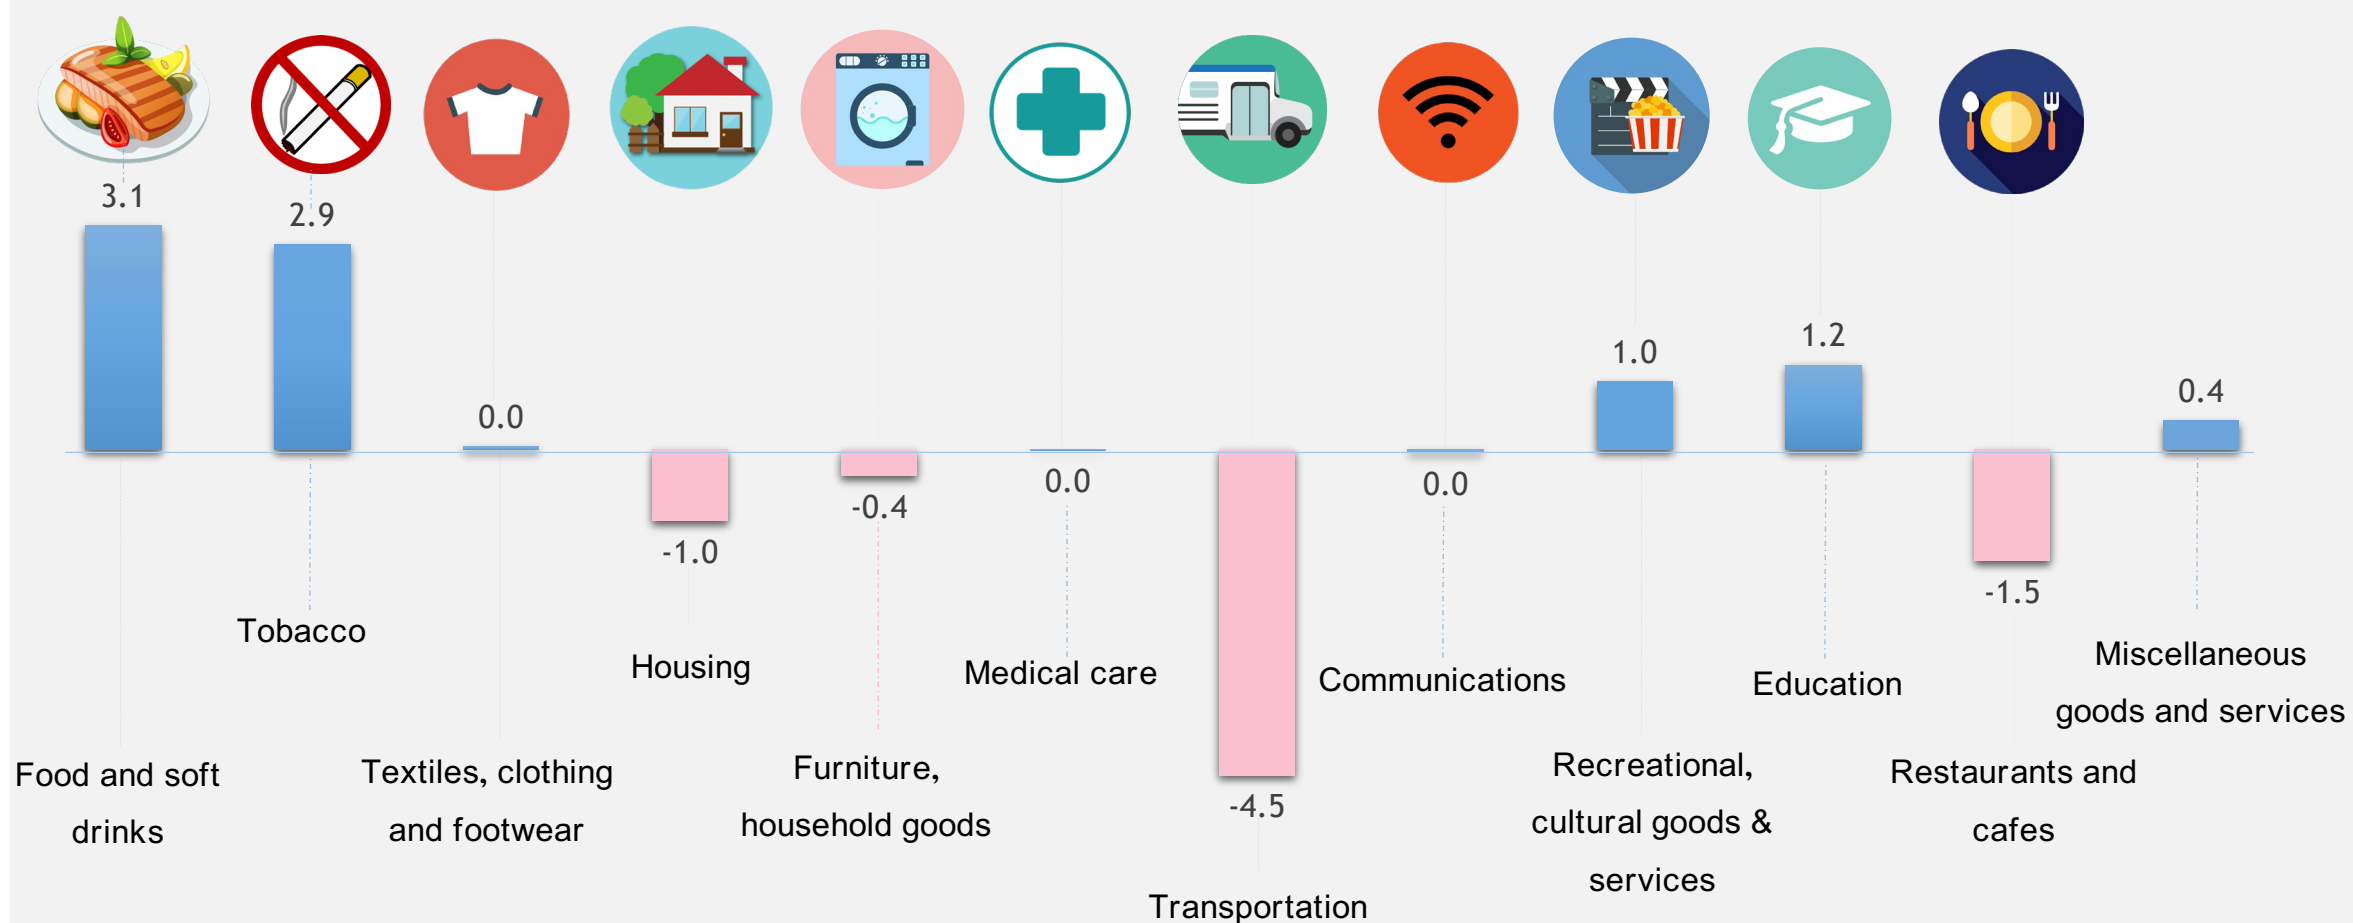 3.1
2.9
0.0
-1.0
-0.4
0.0
-4.5
0.0
1.0
1.2
-1.5
0.4
Food and soft
drinks
Tobacco
Textiles, clothing
and footwear
Housing
Furniture,
household goods
Medical care
Transportation
Communications
Recreational,
cultural goods &
services
Education
Restaurants and
cafes
Miscellaneous
goods and services